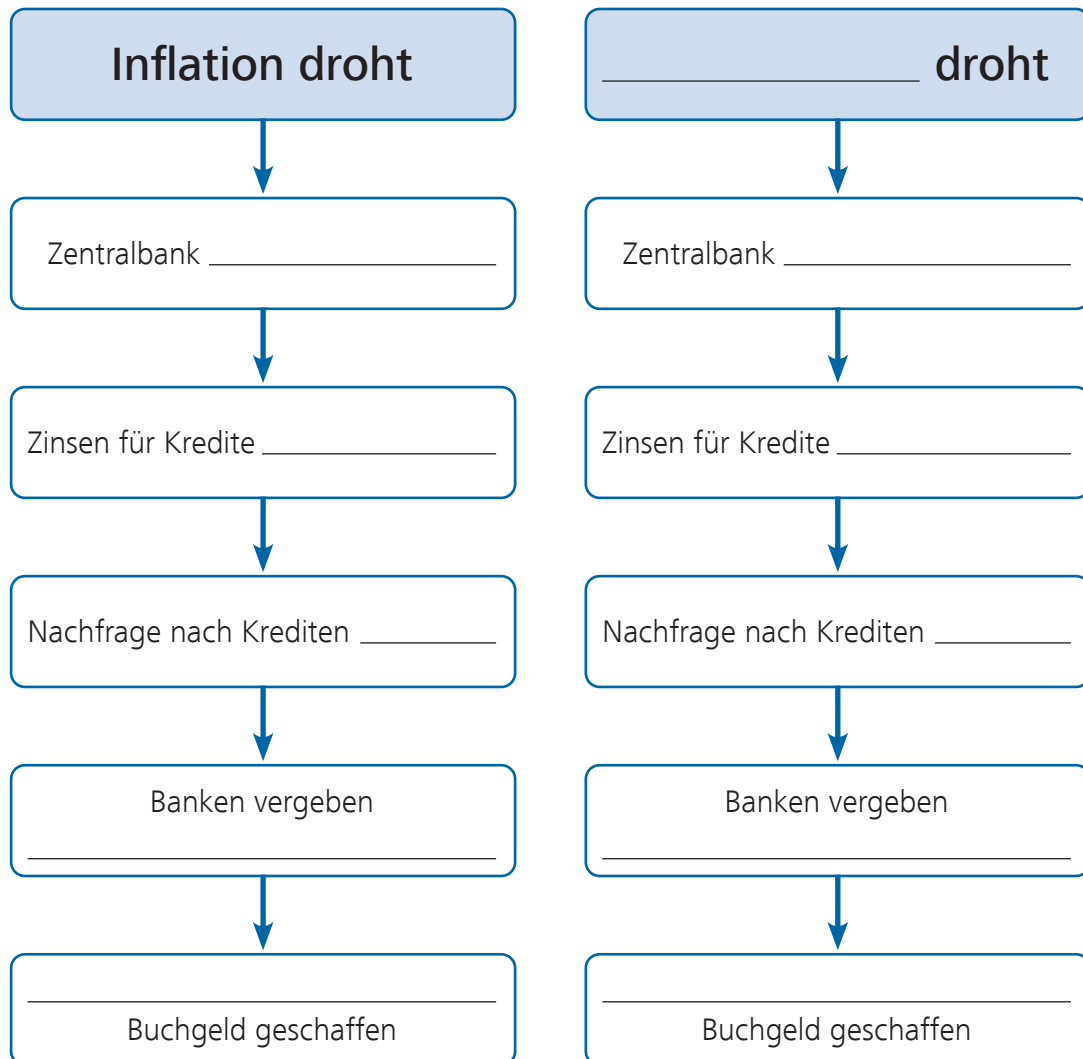 Inflation droht
Zentralbank
Zinsen für Kredite
Nachfrage nach Krediten
Banken vergeben
Buchgeld geschaffen
droht
Zentralbank
Zinsen für Kredite
Nachfrage nach Krediten
Banken vergeben
Buchgeld geschaffen